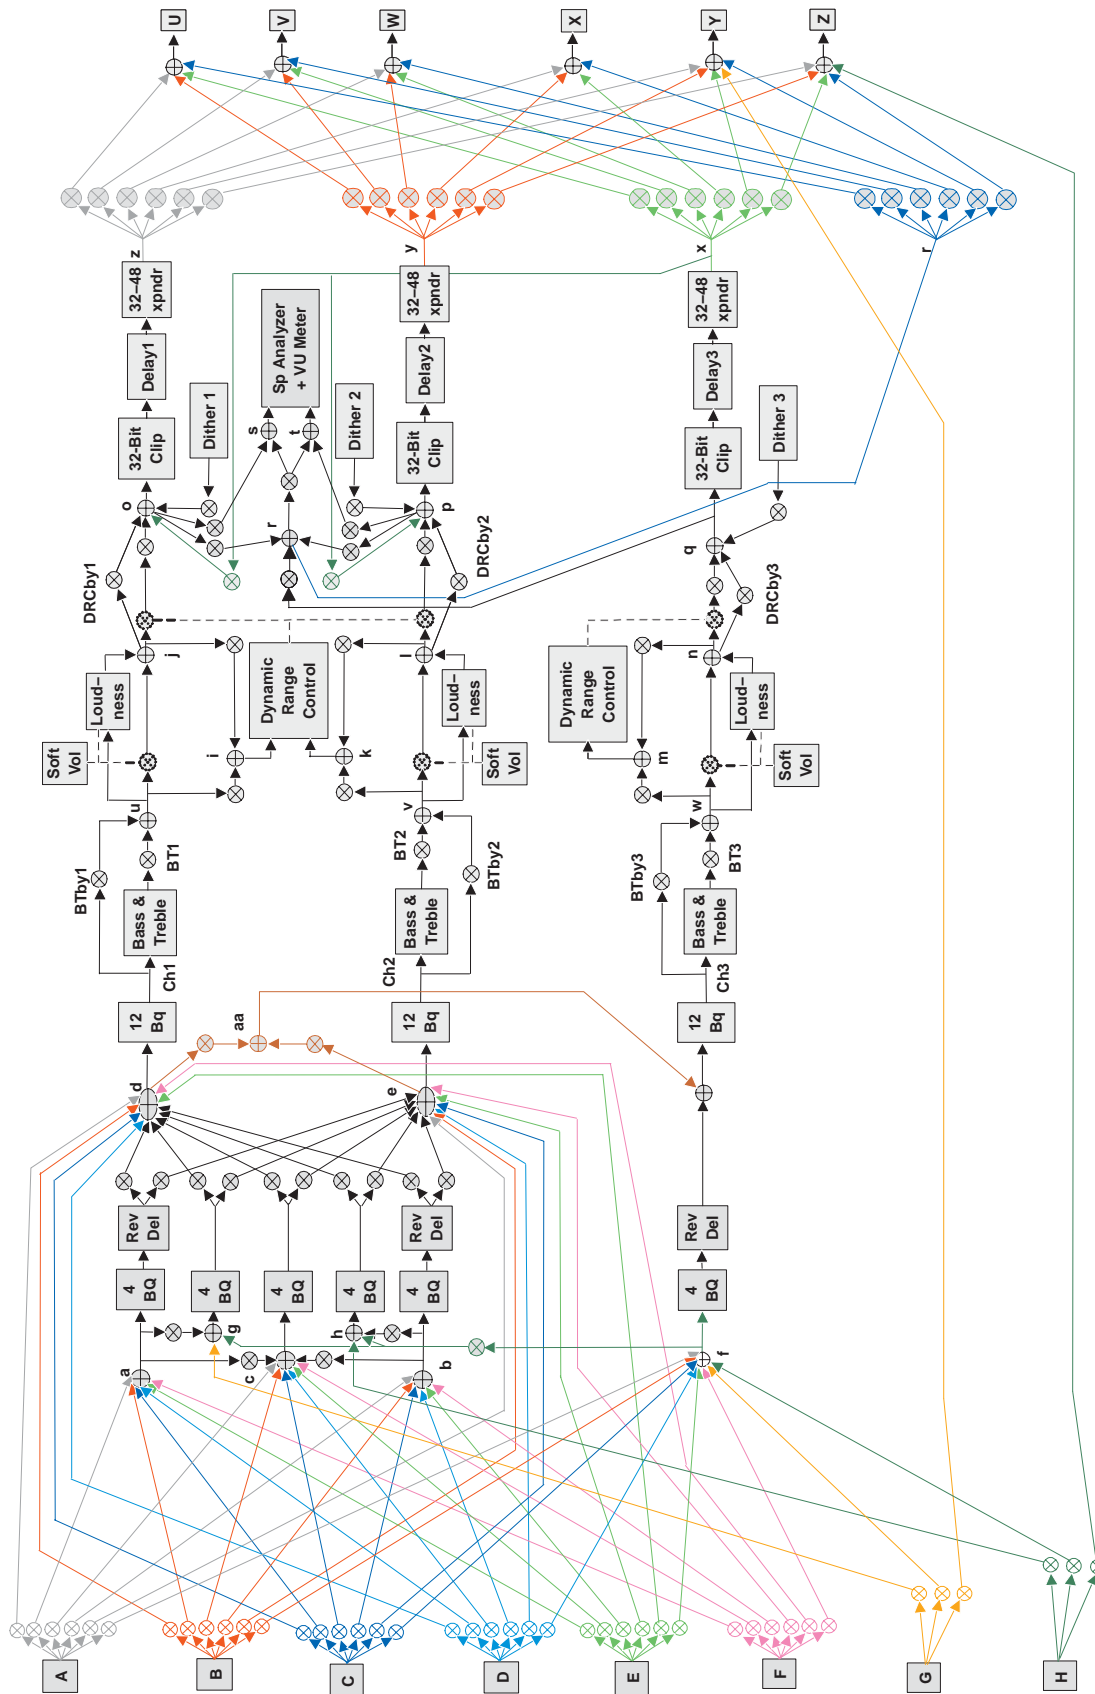 U
V
W
X
Y
Z
z
y
x
r
32–48
xpndr
32–48
xpndr
32–48
xpndr
Delay1
Sp Analyzer
+ VU Meter
Delay2
Delay3
32-Bit
Clip
Dither 1
s
t
Dither 2
32-Bit
Clip
32-Bit
Clip
Dither 3
o
r
p
q
DRCby1
DRCby2
DRCby3
j
l
n
Soft
Vol
Loud–
ness
Dynamic
Range
Control
Loud–
ness
Soft
Vol
Dynamic
Range
Control
Loud–
ness
Soft
Vol
u
i
k
v
m
w
BTby1
BT1
BT2
BTby2
BTby3
BT3
Bass &
Treble
Bass &
Treble
Bass &
Treble
Ch1
Ch2
Ch3
12
Bq
aa
12
Bq
12
Bq
d
e
Rev
Del
Rev
Del
Rev
Del
4
BQ
4
BQ
4
BQ
4
BQ
4
BQ
4
BQ
g
h
a
c
b
f
A
B
C
D
E
F
G
H